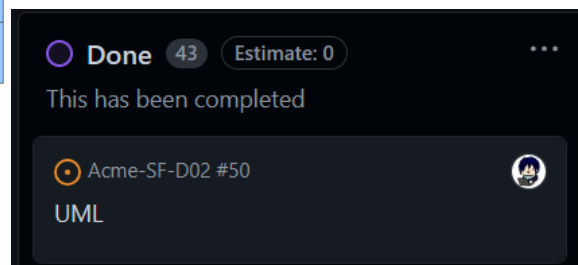 Done 43 Estimate: 0
This has been completed
Acme-SF-D02 #50
UML